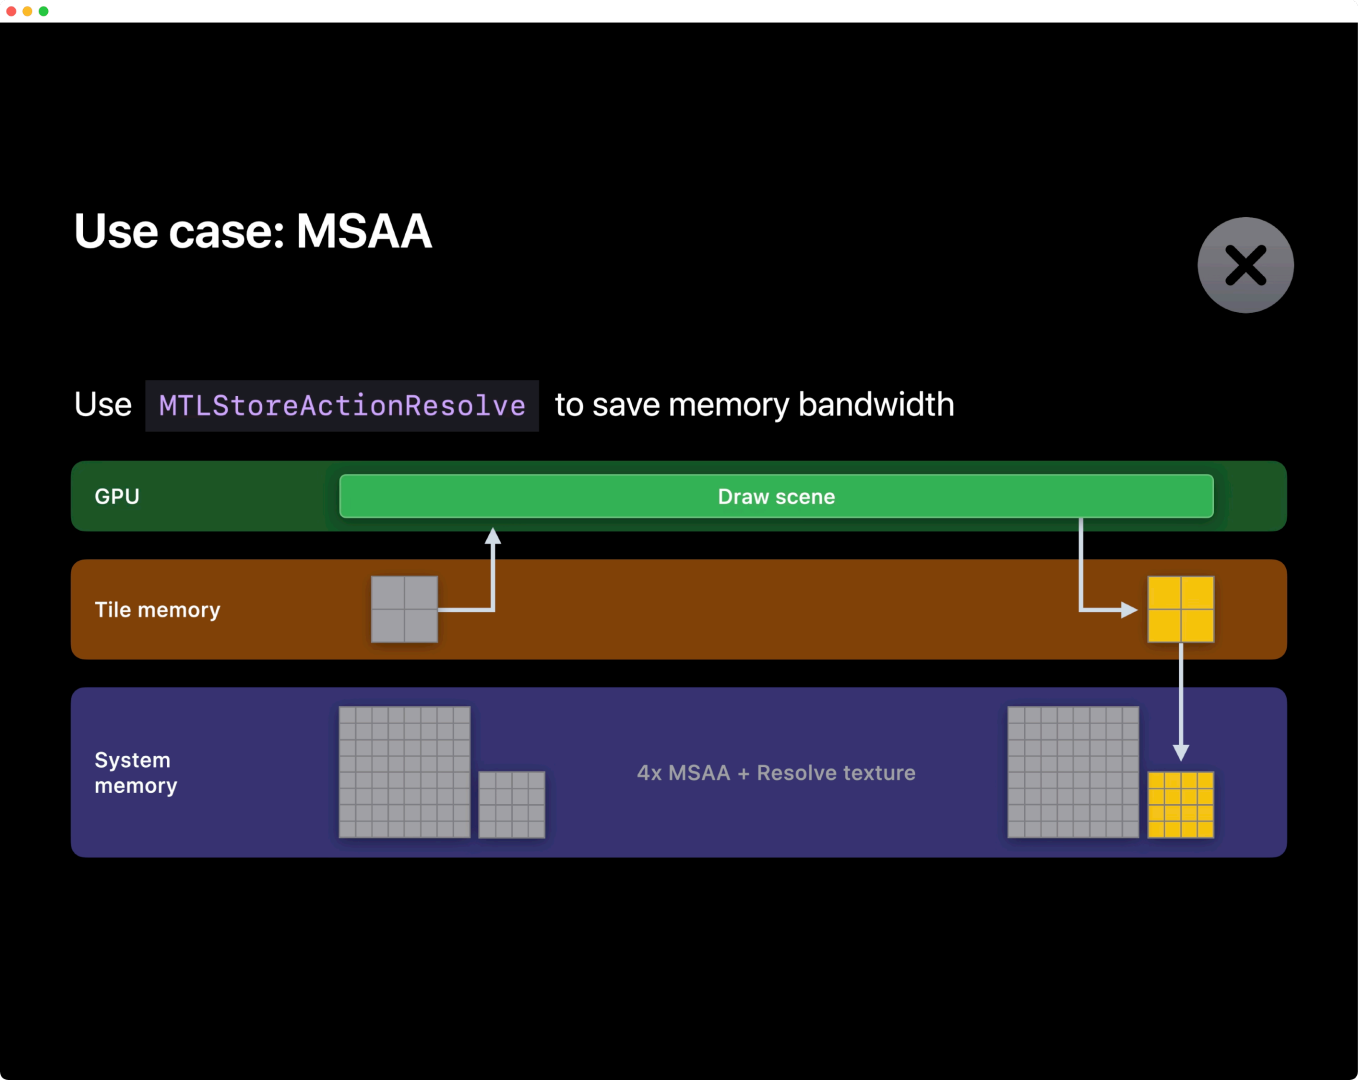 Use case: MSAA
Use MTLStoreActionResolve to save memory bandwidth
GPU
Draw scene
Tile memory
System
memory
4x MSAA + Resolve texture